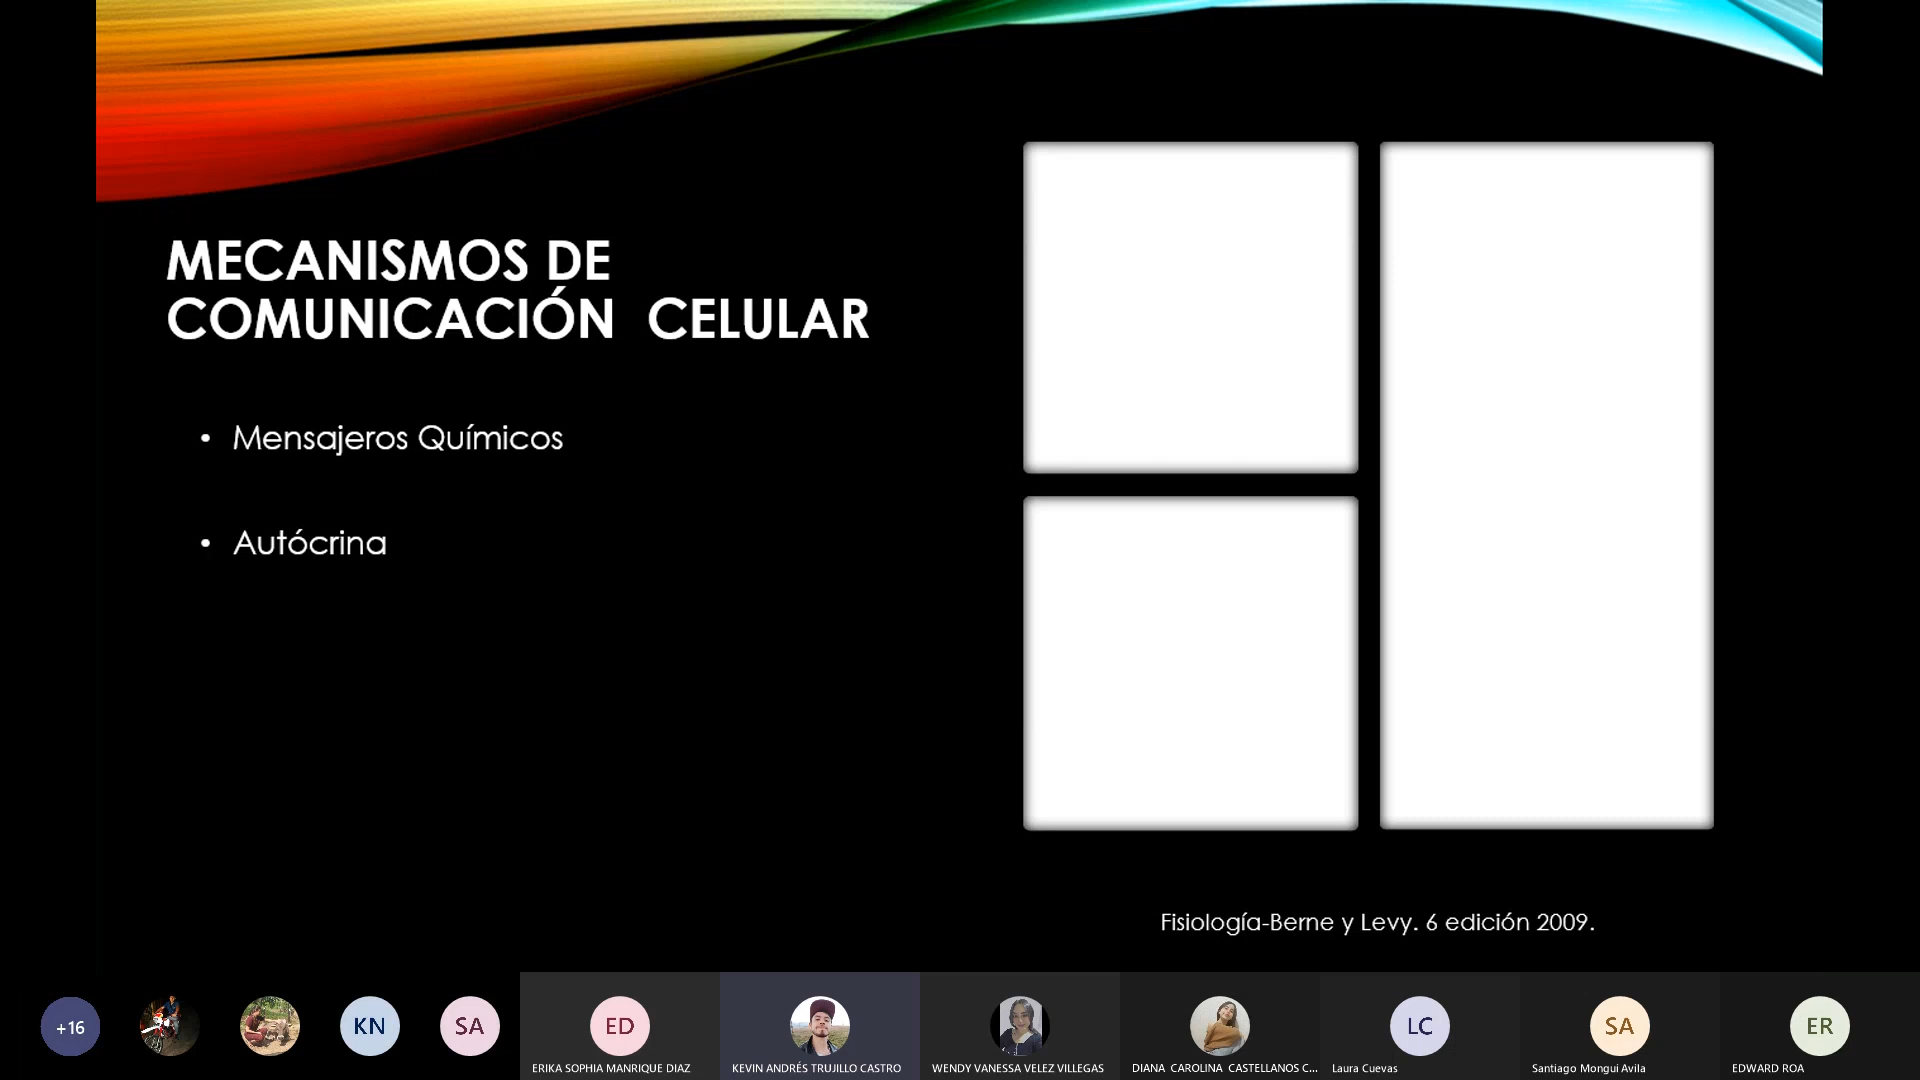 MECANISMOS DE
COMUNICACIÓN  CELULAR
• Mensajeros Químicos
• Autócrina
Fisiología-Berne y Levy. 6 edición 2009.
+16
KN
SA
ED
LC
SA
ER
ERIKA SOPHIA MANRIQUE DIAZ
KEVIN ANDRÉS TRUJILLO CASTRO
WENDY VANESSA VELEZ VILLEGAS
DIANA CAROLINA CASTELLANOS C...
Laura Cuevas
Santiago Mongui Avila
EDWARD ROA